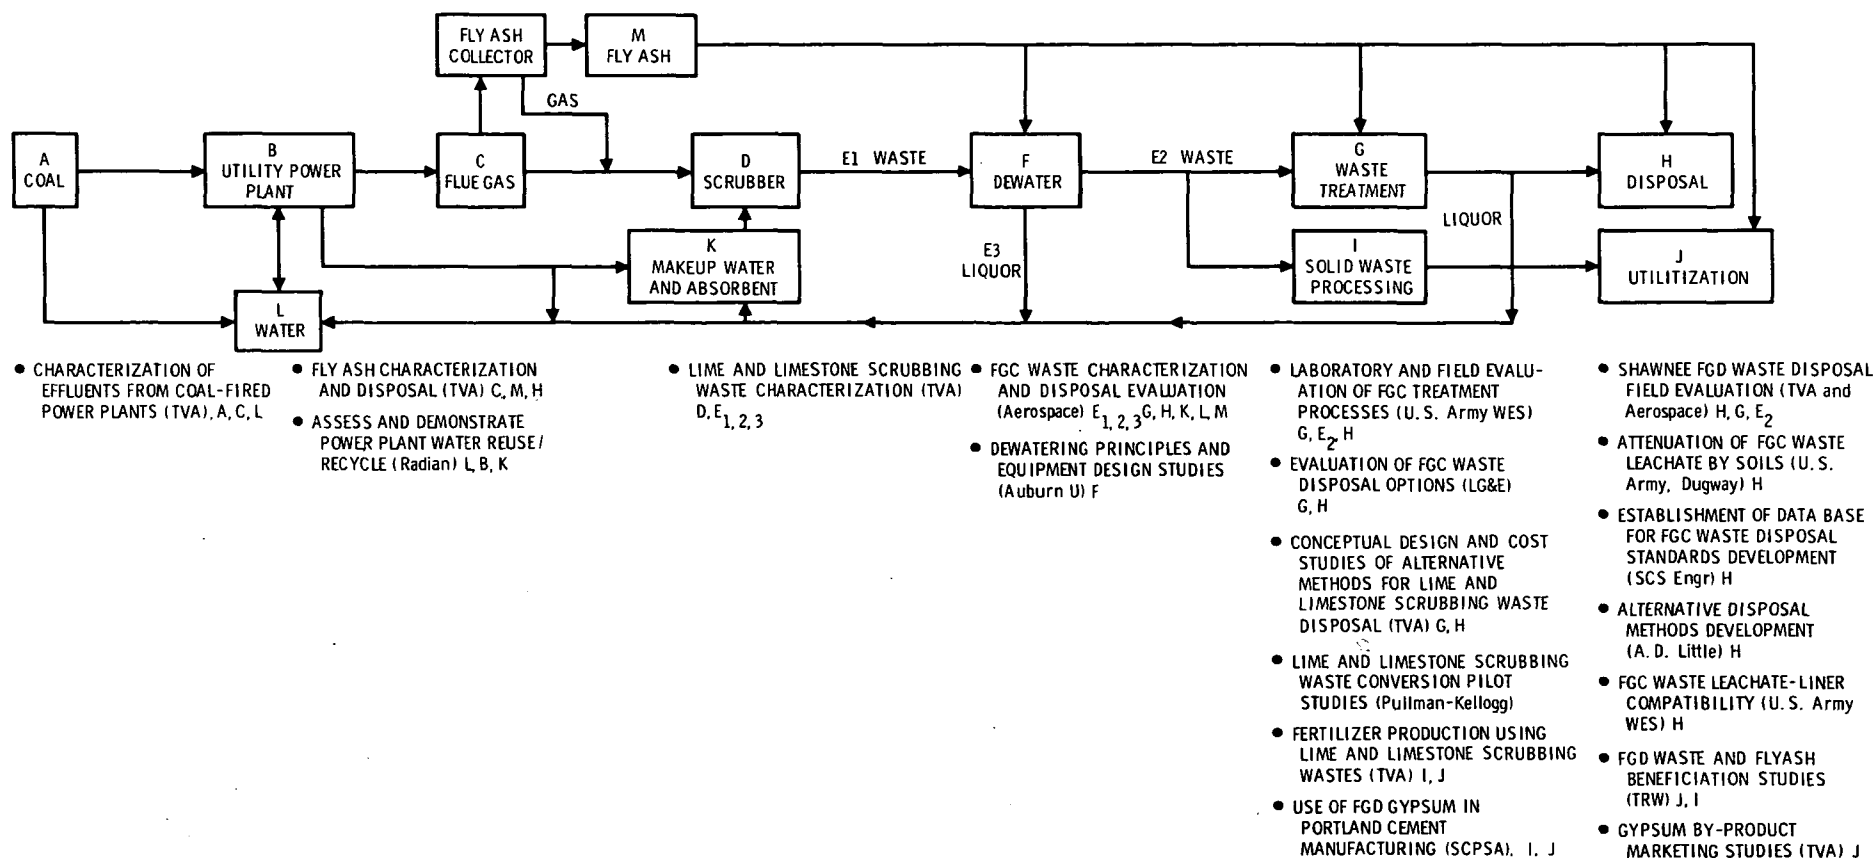 FLY ASH
COLLECTOR
M
FLY ASH
GAS
A
COAL
B
UTILITY POWER
PLANT
C
FLUE GAS
D
SCRUBBER
E1 WASTE
F
DEWATER
E2 WASTE
G
WASTE
TREATMENT
H
DISPOSAL
LIQUOR
K
MAKEUP WATER
AND ABSORBENT
E3
LIQUOR
I
SOLID WASTE
PROCESSING
J
UTILITIZATION
L
WATER
• CHARACTERIZATION OF
EFFLUENTS FROM COAL-FIRED
POWER PLANTS (TVA), A, C, L
• FLY ASH CHARACTERIZATION
AND DISPOSAL (TVA) C, M, H
• ASSESS AND DEMONSTRATE
POWER PLANT WATER REUSE/
RECYCLE (Radian) L, B, K
• LIME AND LIMESTONE SCRUBBING
WASTE CHARACTERIZATION (TVA)
D, E1, 2, 3
• FGC WASTE CHARACTERIZATION
AND DISPOSAL EVALUATION
(Aerospace) E1, 2, 3 G, H, K, L, M
• DEWATERING PRINCIPLES AND
EQUIPMENT DESIGN STUDIES
(Auburn U) F
• LABORATORY AND FIELD EVALU-
ATION OF FGC TREATMENT
PROCESSES (U.S. Army WES)
G, E2, H
• EVALUATION OF FGC WASTE
DISPOSAL OPTIONS (LG&E)
G, H
• CONCEPTUAL DESIGN AND COST
STUDIES OF ALTERNATIVE
METHODS FOR LIME AND
LIMESTONE SCRUBBING WASTE
DISPOSAL (TVA) G, H
• LIME AND LIMESTONE SCRUBBING
WASTE CONVERSION PILOT
STUDIES (Pullman-Kellogg)
• FERTILIZER PRODUCTION USING
LIME AND LIMESTONE SCRUBBING
WASTES (TVA) I, J
• USE OF FGD GYPSUM IN
PORTLAND CEMENT
MANUFACTURING (SCPSA), I, J
• SHAWNEE FGD WASTE DISPOSAL
FIELD EVALUATION (TVA and
Aerospace) H, G, E2
• ATTENUATION OF FGC WASTE
LEACHATE BY SOILS (U.S.
Army, Dugway) H
• ESTABLISHMENT OF DATA BASE
FOR FGC WASTE DISPOSAL
STANDARDS DEVELOPMENT
(SCS Engr) H
• ALTERNATIVE DISPOSAL
METHODS DEVELOPMENT
(A.D. Little) H
• FGC WASTE LEACHATE-LINER
COMPATIBILITY (U.S. Army
WES) H
• FGD WASTE AND FLYASH
BENEFICIATION STUDIES
(TRW) J, I
• GYPSUM BY-PRODUCT
MARKETING STUDIES (TVA) J